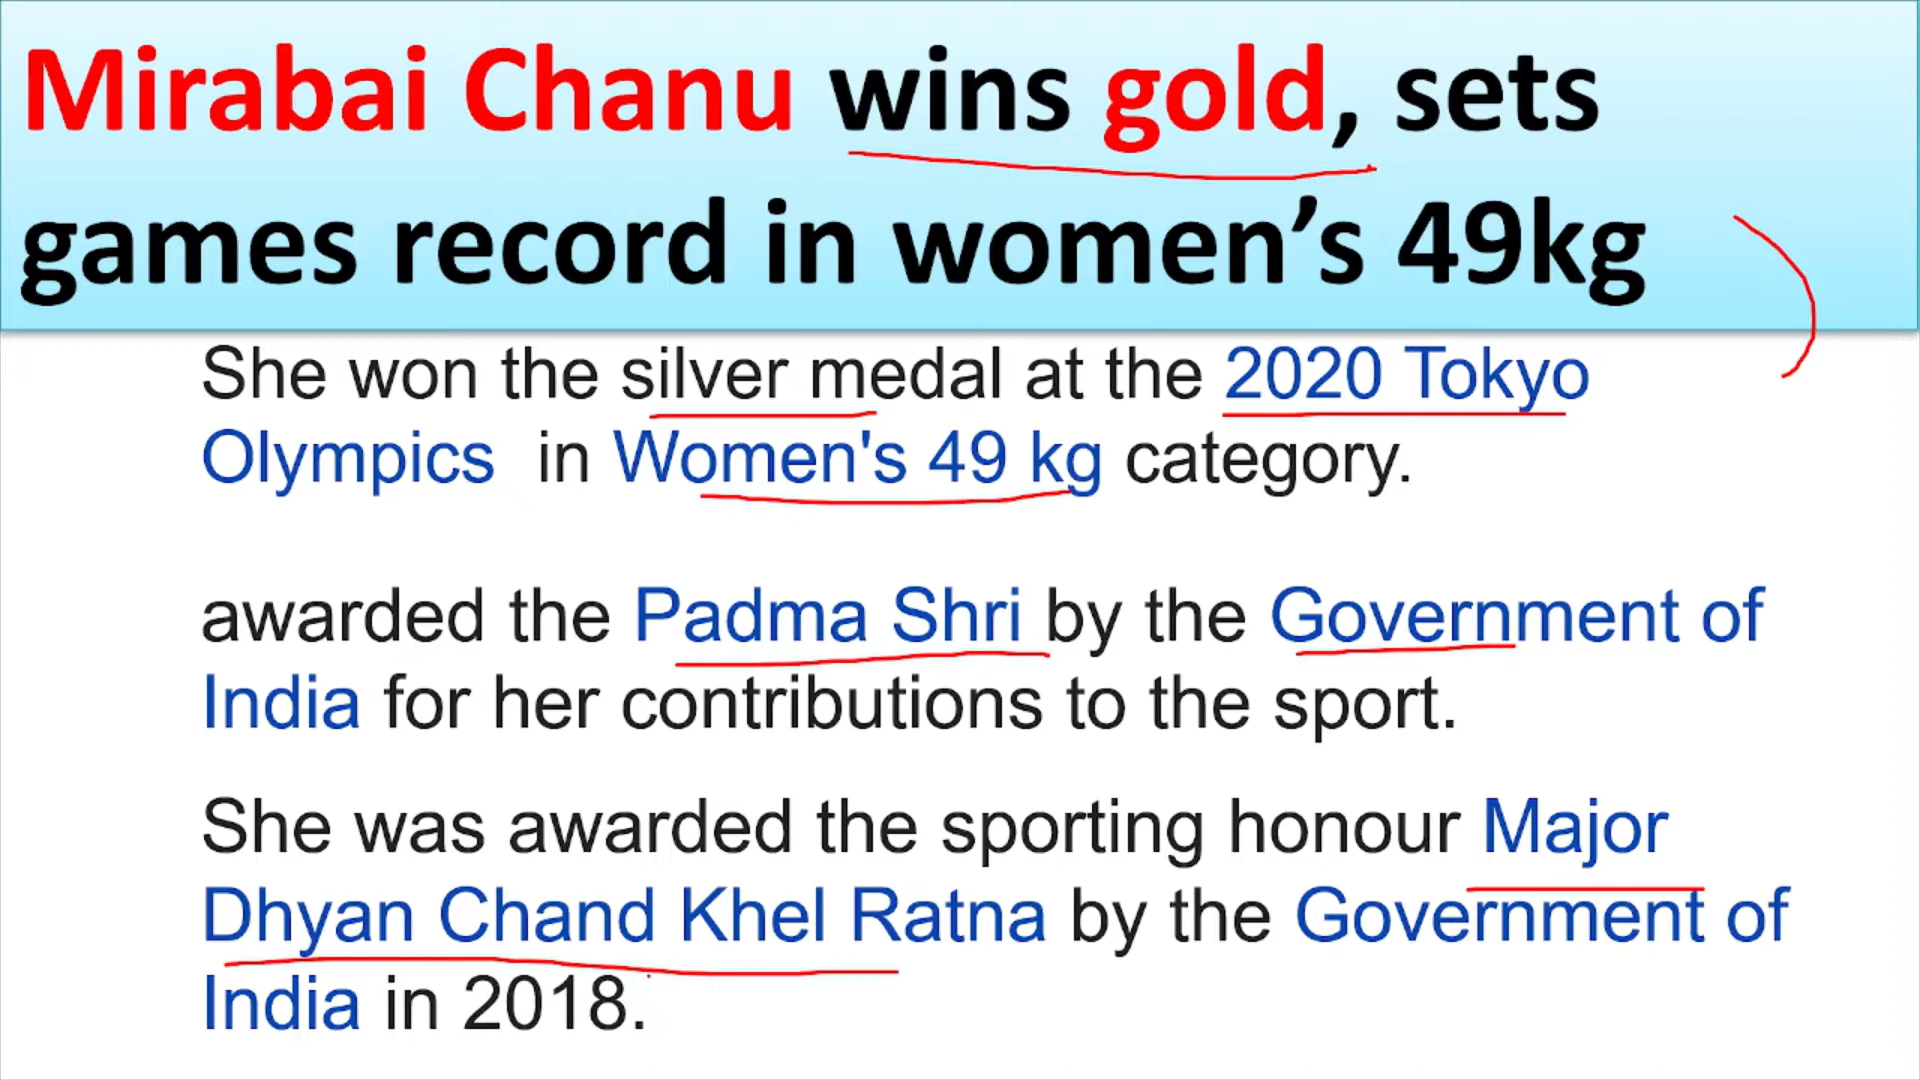 Mirabai Chanu wins gold, sets
games record in women’s 49kg
She won the silver medal at the 2020 Tokyo
Olympics in Women's 49 kg category.
awarded the Padma Shri by the Government of
India for her contributions to the sport.
She was awarded the sporting honour Major
Dhyan Chand Khel Ratna by the Government of
India in 2018.